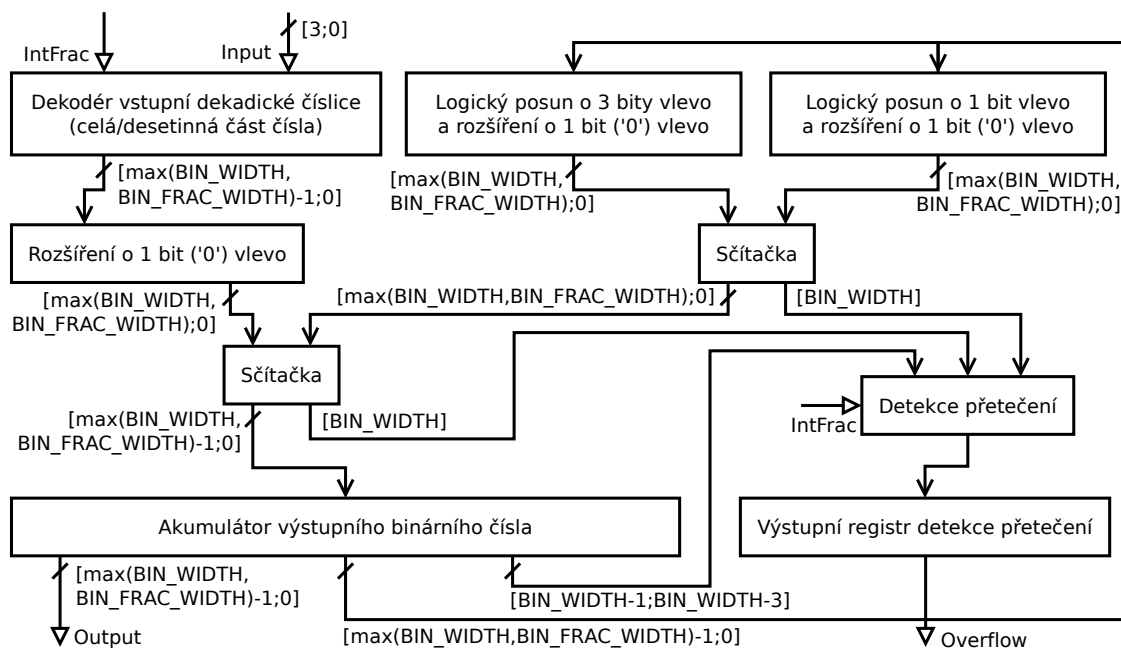 [3;0]
IntFrac
Input
Dekodér vstupní dekadické číslice
(celá/desetinná část čísla)
Logický posun o 3 bity vlevo
a rozšíření o 1 bit ('0') vlevo
Logický posun o 1 bit vlevo
a rozšíření o 1 bit ('0') vlevo
[max(BIN_WIDTH,
BIN_FRAC_WIDTH)-1;0]
[max(BIN_WIDTH,
BIN_FRAC_WIDTH);0]
[max(BIN_WIDTH,
BIN_FRAC_WIDTH);0]
Rozšíření o 1 bit ('0') vlevo
Sčítačka
[max(BIN_WIDTH,
BIN_FRAC_WIDTH);0]
[max(BIN_WIDTH,BIN_FRAC_WIDTH);0]
[BIN_WIDTH]
Sčítačka
Detekce přetečení
IntFrac
[max(BIN_WIDTH,
BIN_FRAC_WIDTH)-1;0]
[BIN_WIDTH]
Akumulátor výstupního binárního čísla
Výstupní registr detekce přetečení
[max(BIN_WIDTH,
BIN_FRAC_WIDTH)-1;0]
[BIN_WIDTH-1;BIN_WIDTH-3]
Output
[max(BIN_WIDTH,BIN_FRAC_WIDTH)-1;0]
Overflow